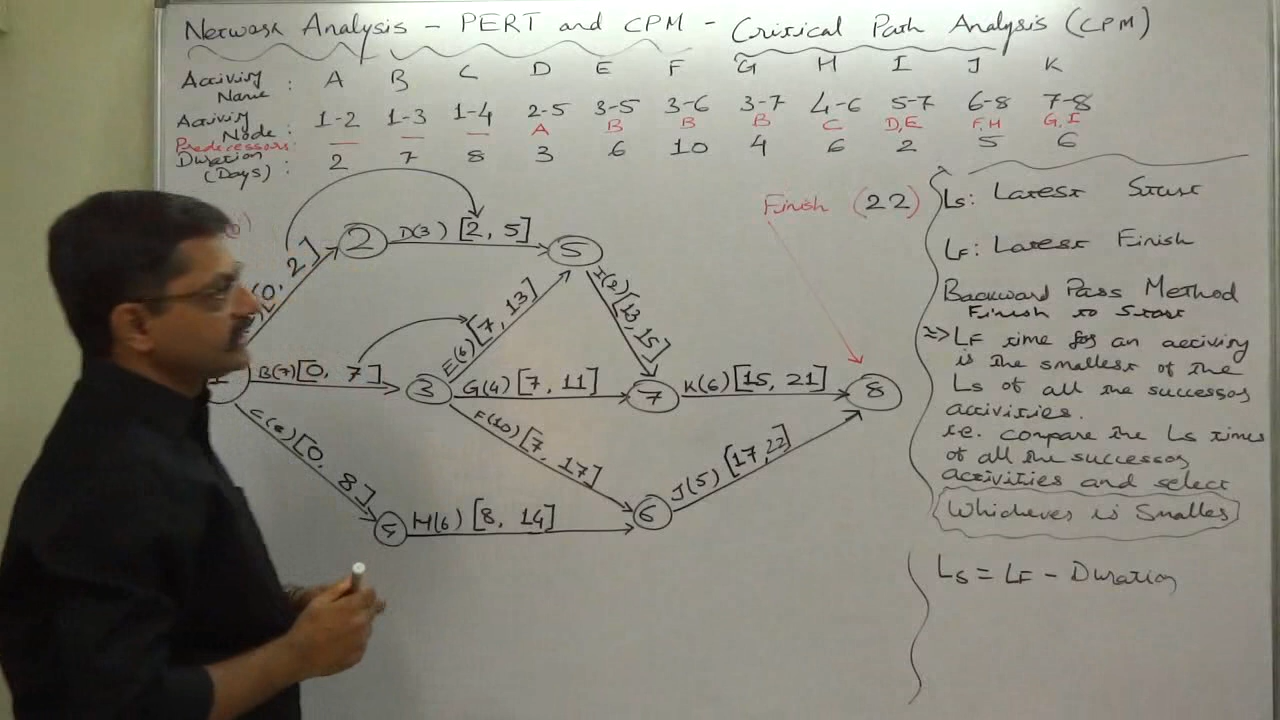 Network Analysis – PERT and CPM – Critical Path Analysis (CPM)
Activity Name : A B C D E F G H I J K
Activity Node : 1-2 1-3 1-4 2-5 3-5 3-6 3-7 4-6 5-7 6-8 7-8
Predecessors: — — — A B B B C D,E F,H G,I
Duration (Days) : 2 7 8 3 6 10 4 6 2 5 6
Finish (22)
[0, 2]
2
D(3) [2, 5]
5
I(2)[13, 15]
E(6)[7, 13]
B(7)[0, 7]
3
G(4) [7, 11]
7
K(6)[15, 21]
8
F(10)[7, 17]
C(8)[0, 8]
4
H(6) [8, 14]
6
J(5) [17,22]
LS: Latest Start
LF: Latest Finish
Backward Pass Method
Finish to Start
⇒ LF time for an activity
is the smallest of the
LS of all the successor
activities.
ie. compare the LS times
of all the successor
activities and select
Whichever is Smaller
LS = LF – Duration